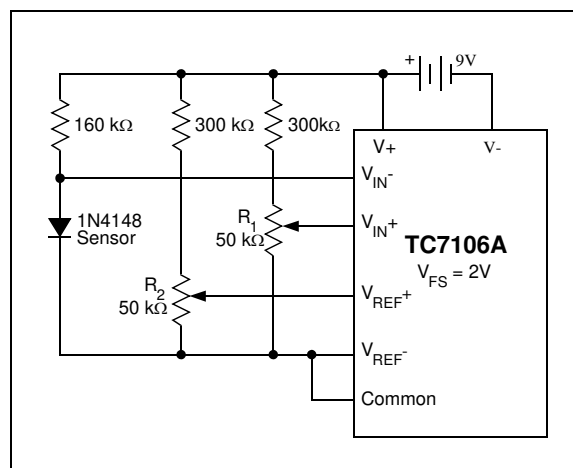 +
9V
160 kΩ
300 kΩ
300kΩ
V+
V-
VIN-
1N4148
Sensor
R1
50 kΩ
VIN+
TC7106A
VFS = 2V
R2
50 kΩ
VREF+
VREF-
Common